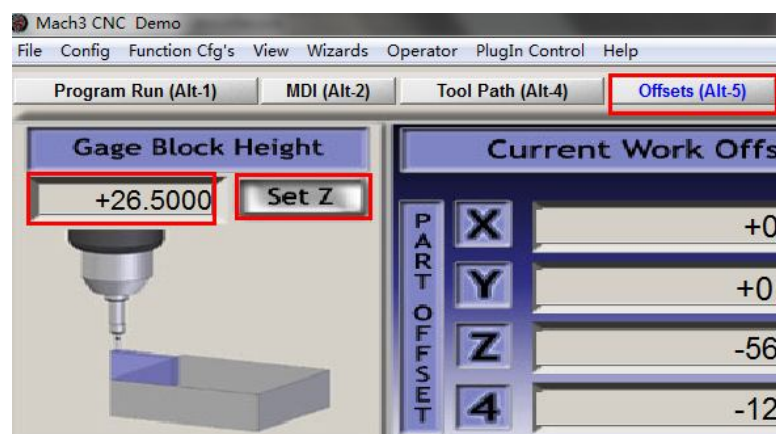 Mach3 CNC Demo
File Config Function Cfg's View Wizards Operator PlugIn Control Help
Program Run (Alt-1) MDI (Alt-2) Tool Path (Alt-4) Offsets (Alt-5)
Gage Block Height
+26.5000 Set Z
Current Work Offs
PART OFFSET
X +0
Y +0
Z -56
4 -12